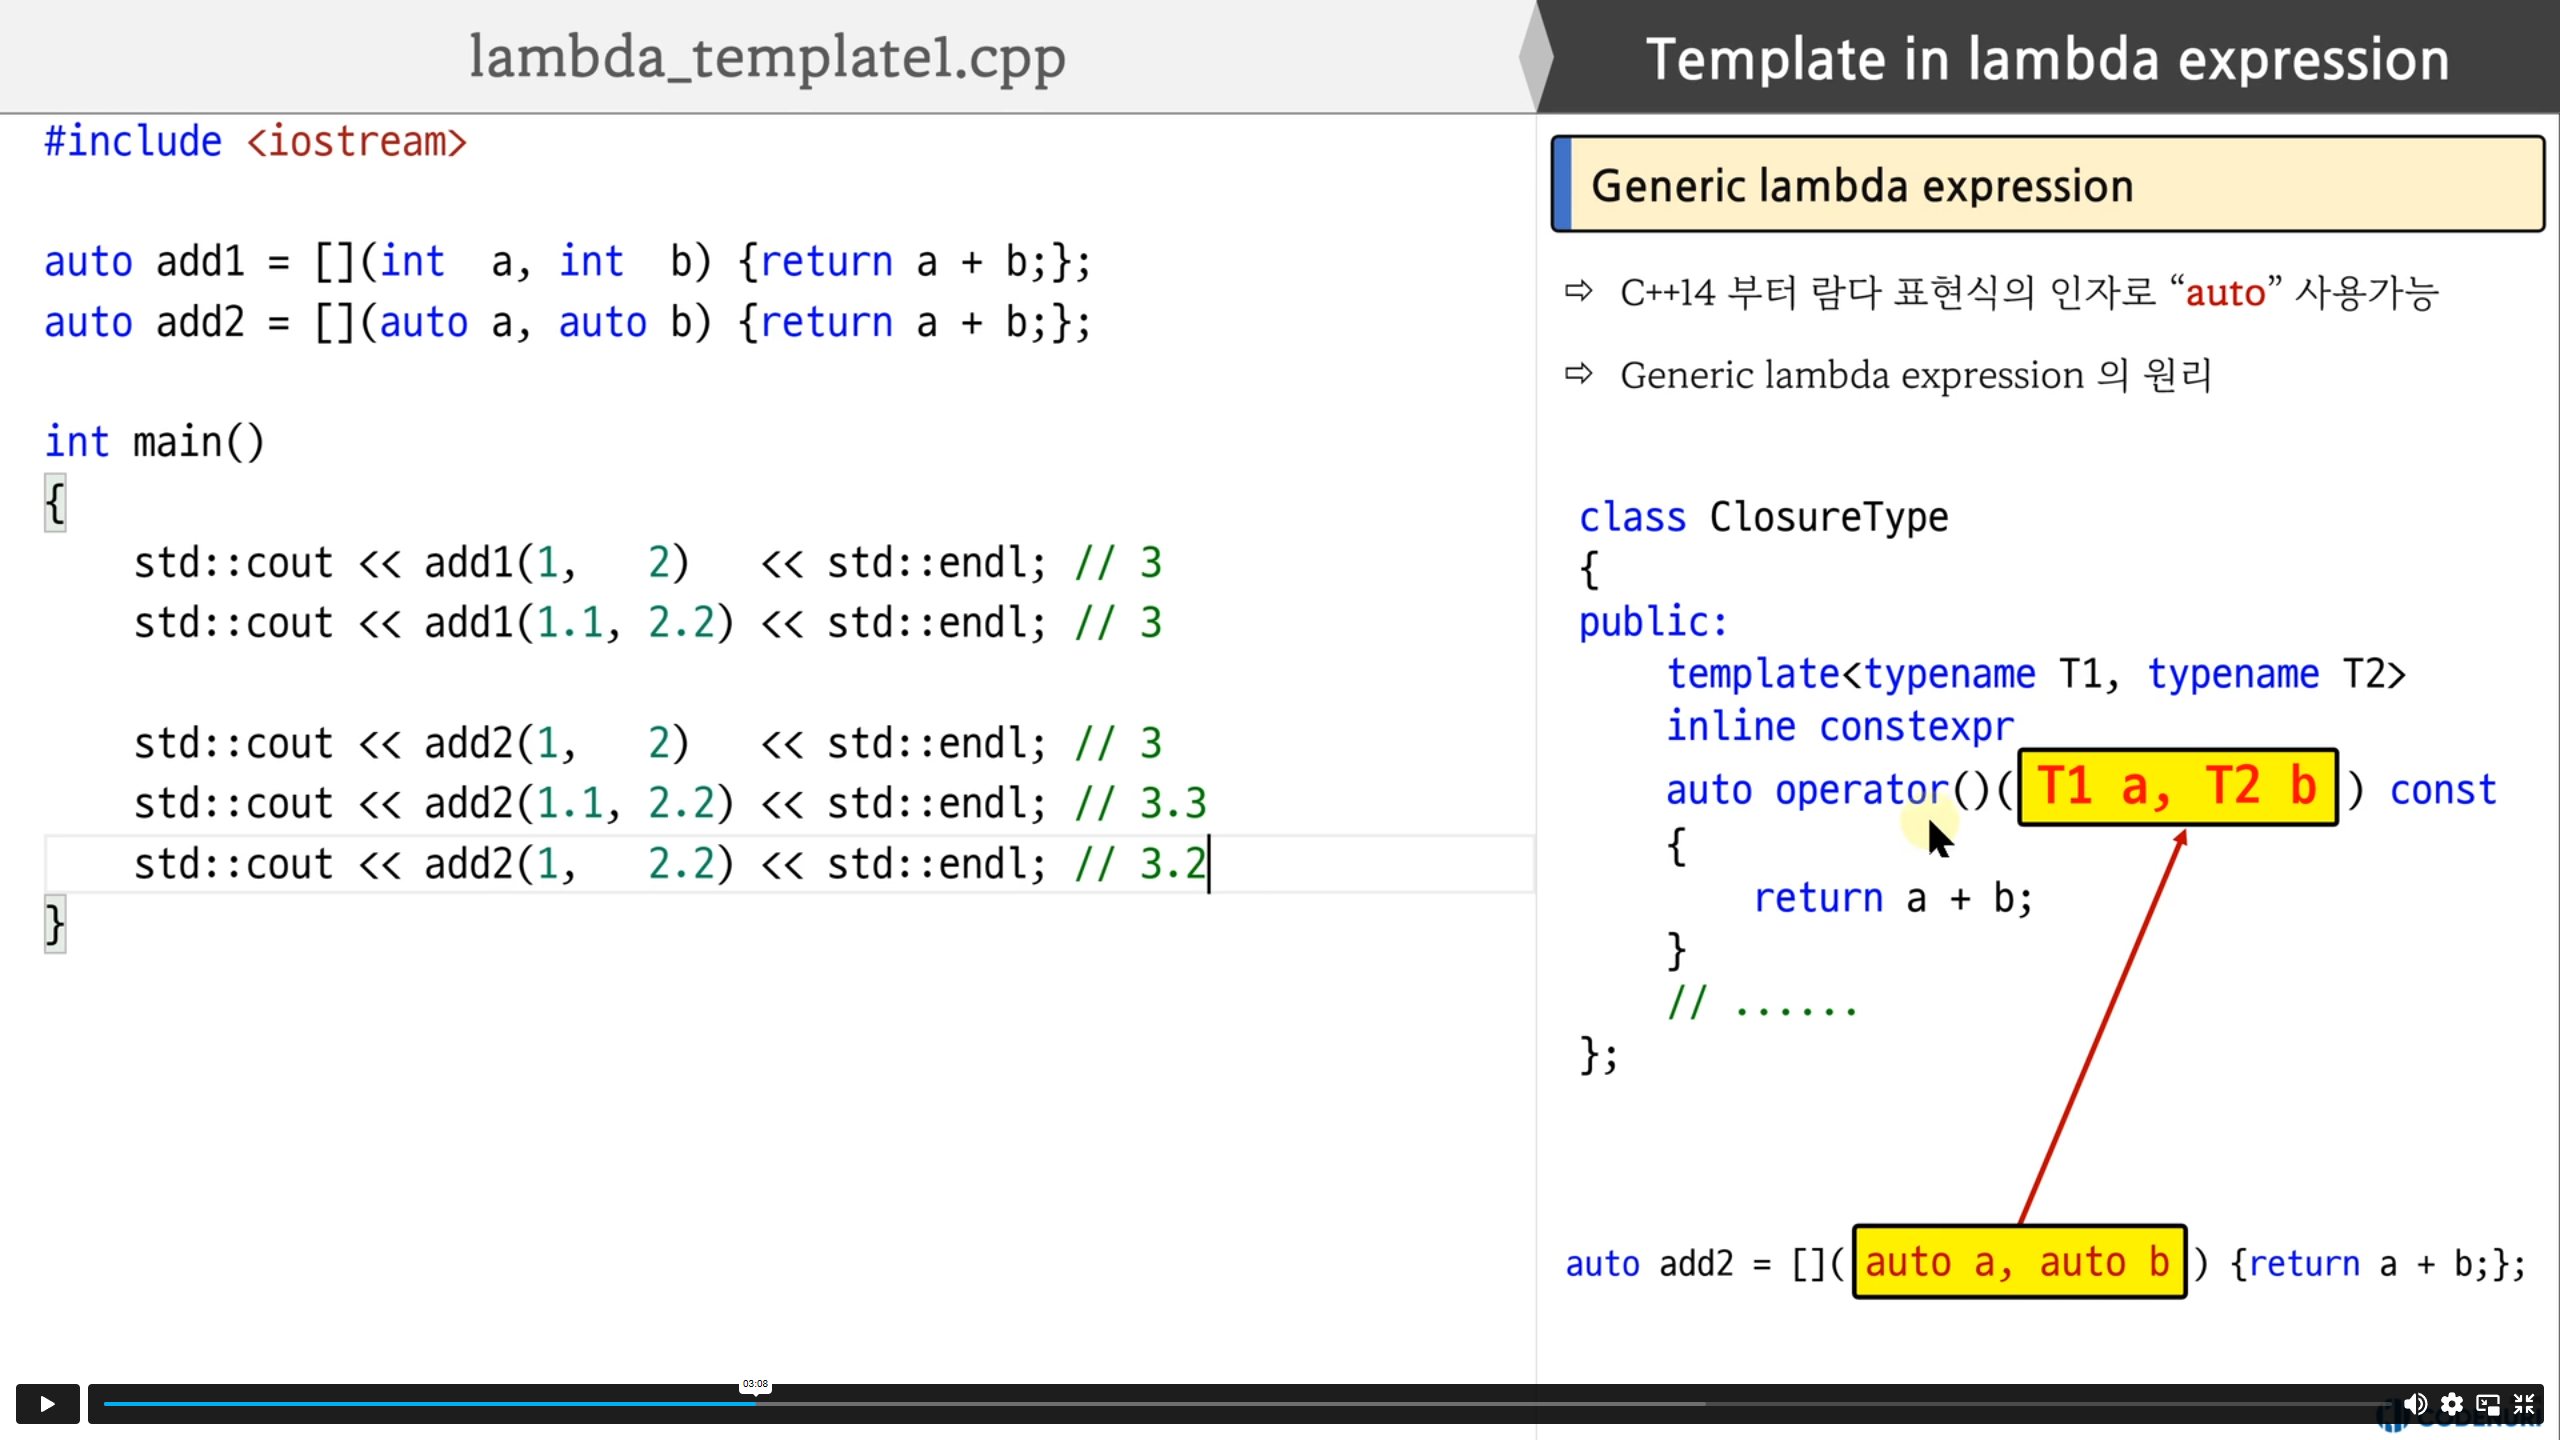 lambda_template1.cpp
#include <iostream>
auto add1 = [](int  a, int  b) {return a + b;};
auto add2 = [](auto a, auto b) {return a + b;};
int main()
{
    std::cout << add1(1,   2)   << std::endl; // 3
    std::cout << add1(1.1, 2.2) << std::endl; // 3
    std::cout << add2(1,   2)   << std::endl; // 3
    std::cout << add2(1.1, 2.2) << std::endl; // 3.3
    std::cout << add2(1,   2.2) << std::endl; // 3.2
}
Template in lambda expression
Generic lambda expression
⇨ C++14 부터 람다 표현식의 인자로 “auto” 사용가능
⇨ Generic lambda expression 의 원리
class ClosureType
{
public:
    template<typename T1, typename T2>
    inline constexpr
    auto operator()(T1 a, T2 b) const
    {
        return a + b;
    }
    // ......
};
auto add2 = [](auto a, auto b) {return a + b;};
03:08
CODENURI